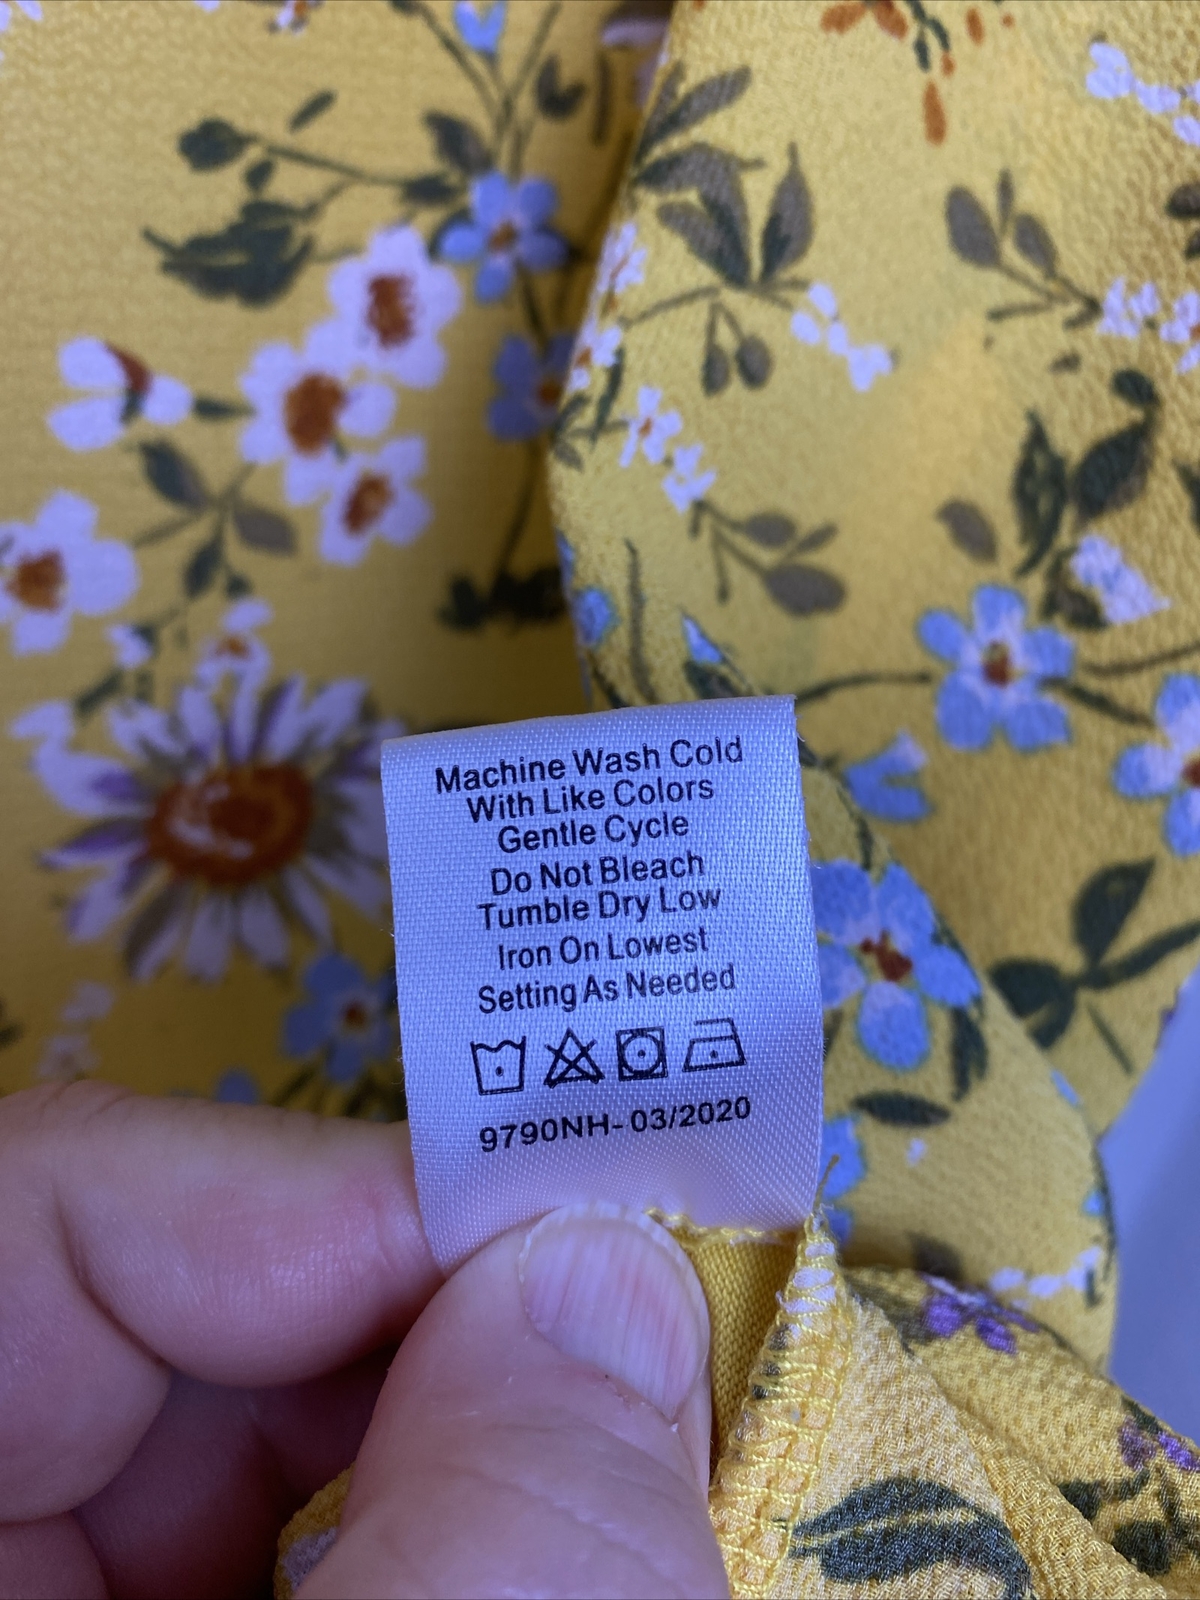 Machine Wash Cold
With Like Colors
Gentle Cycle
Do Not Bleach
Tumble Dry Low
Iron On Lowest
Setting As Needed
9790NH- 03/2020